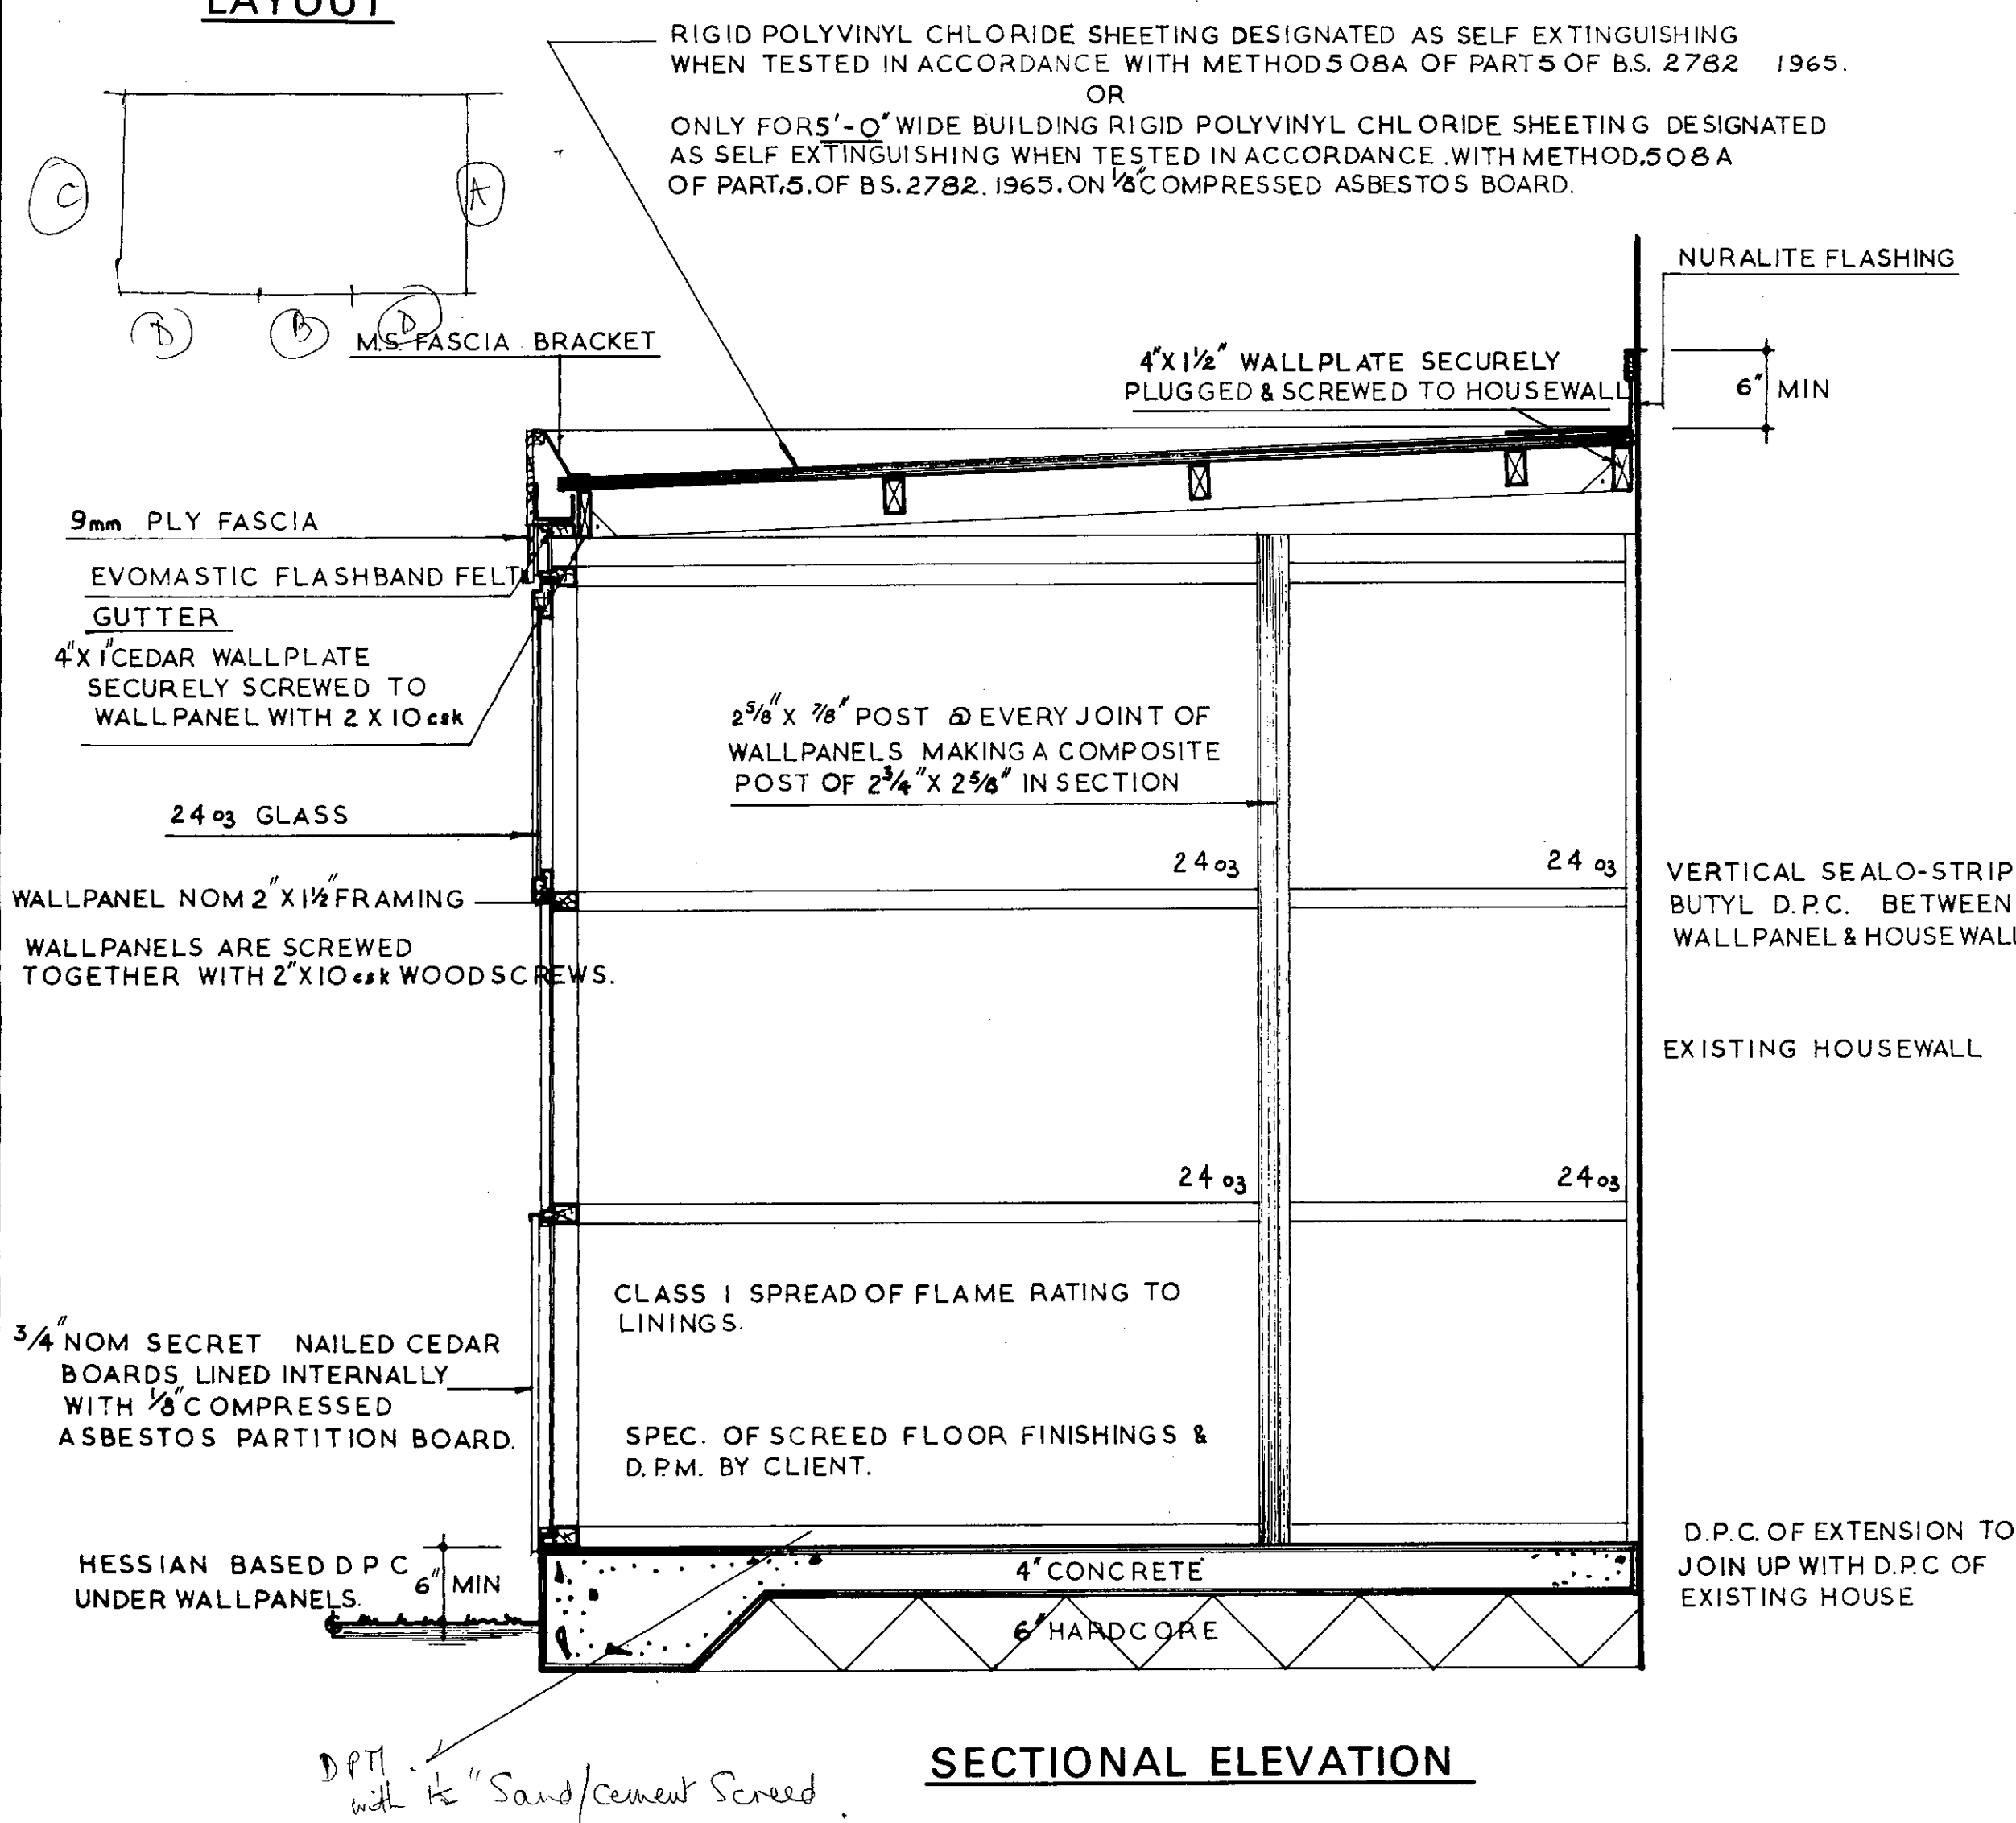 LAYOUT
RIGID POLYVINYL CHLORIDE SHEETING DESIGNATED AS SELF EXTINGUISHING
WHEN TESTED IN ACCORDANCE WITH METHOD 508A OF PART 5 OF B.S. 2782 1965.
OR
ONLY FOR 5'-0" WIDE BUILDING RIGID POLYVINYL CHLORIDE SHEETING DESIGNATED
AS SELF EXTINGUISHING WHEN TESTED IN ACCORDANCE .WITH METHOD.508A
OF PART.5.OF BS.2782.1965.ON 1/8" COMPRESSED ASBESTOS BOARD.
C
A
D
B
D
NURALITE FLASHING
M.S. FASCIA BRACKET
4"X 1½" WALLPLATE SECURELY
PLUGGED & SCREWED TO HOUSEWALL
6" MIN
9mm PLY FASCIA
EVOMASTIC FLASHBAND FELT
GUTTER
4"X 1" CEDAR WALLPLATE
SECURELY SCREWED TO
WALLPANEL WITH 2 X 10 csk
2 5/8" X 7/8" POST @ EVERY JOINT OF
WALLPANELS MAKING A COMPOSITE
POST OF 2 3/4" X 2 5/8" IN SECTION
24 oz GLASS
24 oz
24 oz
WALLPANEL NOM 2" X 1½" FRAMING
VERTICAL SEALO-STRIP
BUTYL D.P.C. BETWEEN
WALLPANEL & HOUSEWALL
WALLPANELS ARE SCREWED
TOGETHER WITH 2" X 10 csk WOODSCREWS.
EXISTING HOUSEWALL
24 oz
24 oz
CLASS 1 SPREAD OF FLAME RATING TO
LININGS.
3/4" NOM SECRET NAILED CEDAR
BOARDS LINED INTERNALLY
WITH 1/8" COMPRESSED
ASBESTOS PARTITION BOARD.
SPEC. OF SCREED FLOOR FINISHINGS &
D.P.M. BY CLIENT.
HESSIAN BASED D P C
UNDER WALLPANELS.
6" MIN
4" CONCRETE
6" HARDCORE
D.P.C. OF EXTENSION TO
JOIN UP WITH D.P.C OF
EXISTING HOUSE
DPM
with 1½" Sand/cement Screed.
SECTIONAL ELEVATION